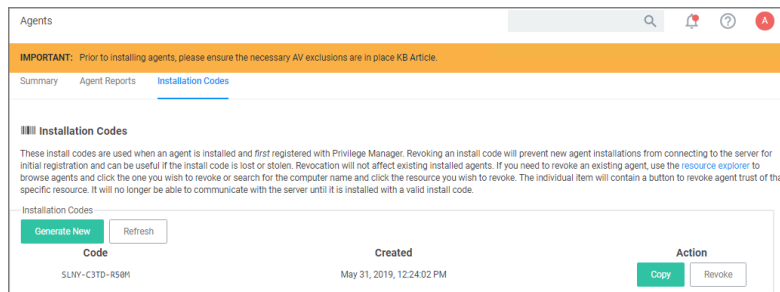 Agents
A
IMPORTANT: Prior to installing agents, please ensure the necessary AV exclusions are in place KB Article.
Summary Agent Reports Installation Codes
Installation Codes
These install codes are used when an agent is installed and first registered with Privilege Manager. Revoking an install code will prevent new agent installations from connecting to the server for
initial registration and can be useful if the install code is lost or stolen. Revocation will not affect existing installed agents. If you need to revoke an existing agent, use the resource explorer to
browse agents and click the one you wish to revoke or search for the computer name and click the resource you wish to revoke. The individual item will contain a button to revoke agent trust of tha
specific resource. It will no longer be able to communicate with the server until it is installed with a valid install code.
Installation Codes
Generate New Refresh
Code Created Action
SLNY-C3TD-R50M May 31, 2019, 12:24:02 PM Copy Revoke